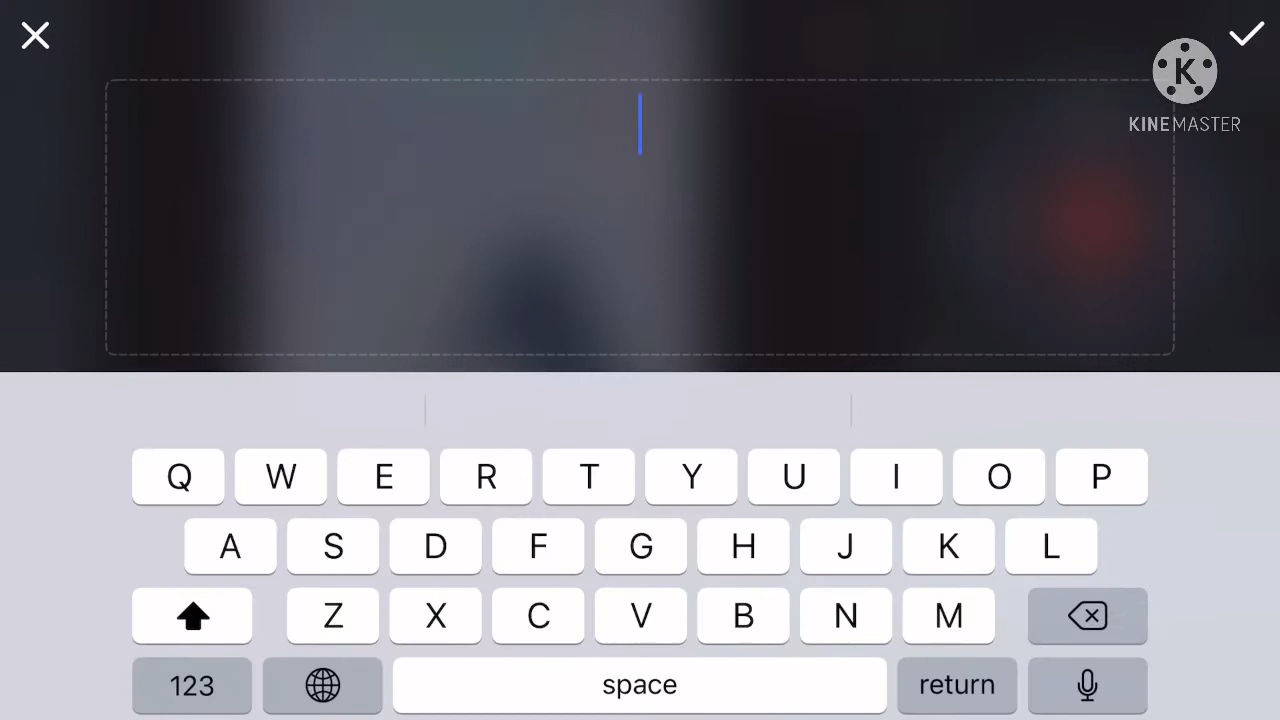 K
KINEMASTER
Q W E R T Y U I O P
A S D F G H J K L
Z X C V B N M
123 space return